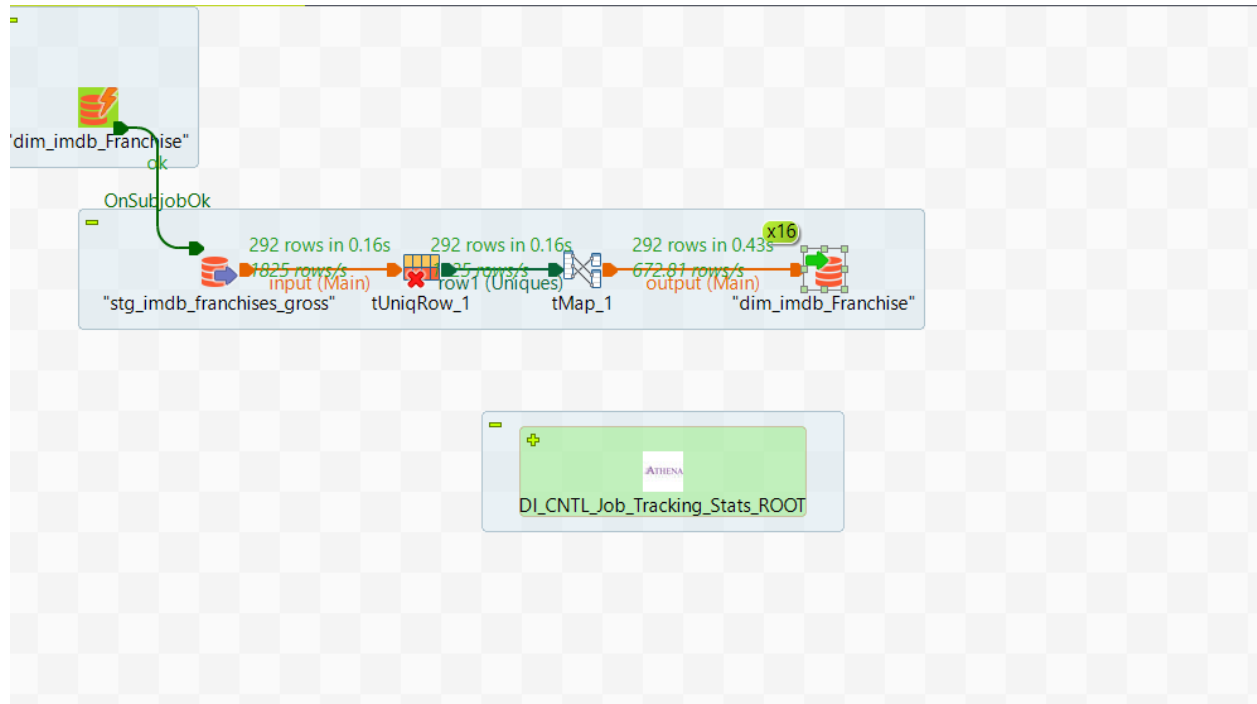 "dim_imdb_Franchise"
ok
OnSubjobOk
292 rows in 0.16s
1825 rows/s
input (Main)
292 rows in 0.16s
row1 (Uniques)
292 rows in 0.43s
672.81 rows/s
output (Main)
x16
"stg_imdb_franchises_gross"
tUniqRow_1
tMap_1
"dim_imdb_Franchise"
ATHENA
DI_CNTL_Job_Tracking_Stats_ROOT